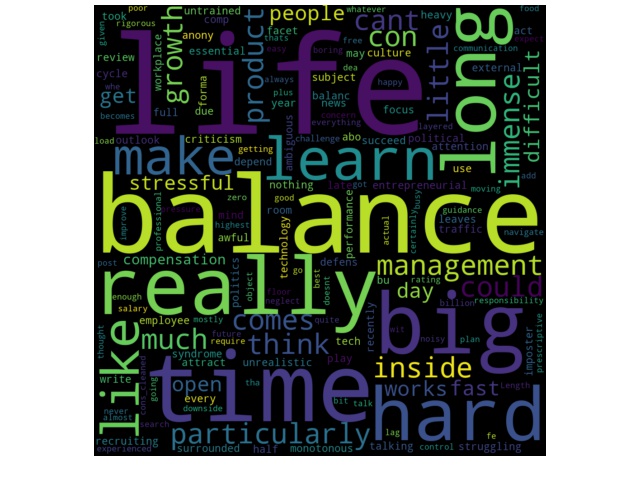 poor took untrained people cant heavy food
given rigorous comp facet con whatever long act
review workplace growth anony thats easy boring free communication
essential product may culture little external difficult
cycle life subject dea happy immense
get forma balanc always news
whe due plus focus
becomes full year concern
everything layered
load outlook criticism ambiguous challenge abo succeed political
make getting learn attention
depend use
stressful nothing late got entrepreneurial moving add
balance zero good performance busy guidance
improve professional mind room actual leaves navigate
highest technology certainly traffic
awful
post compensation politics go defens management
really object best doesnt bu rating could
enough floor neglect day billion responsibility
salary comes mostly quite big
employee future recently wit noisy plan
like much require think tech imposter prescriptive
thought syndrome play inside
attract unrealistic
write cons_cleaned going time open tha works fast Length
every bit talk hard
never downside
almost search particularly lag fe
recruiting talking control struggling
experienced surrounded half monotonous